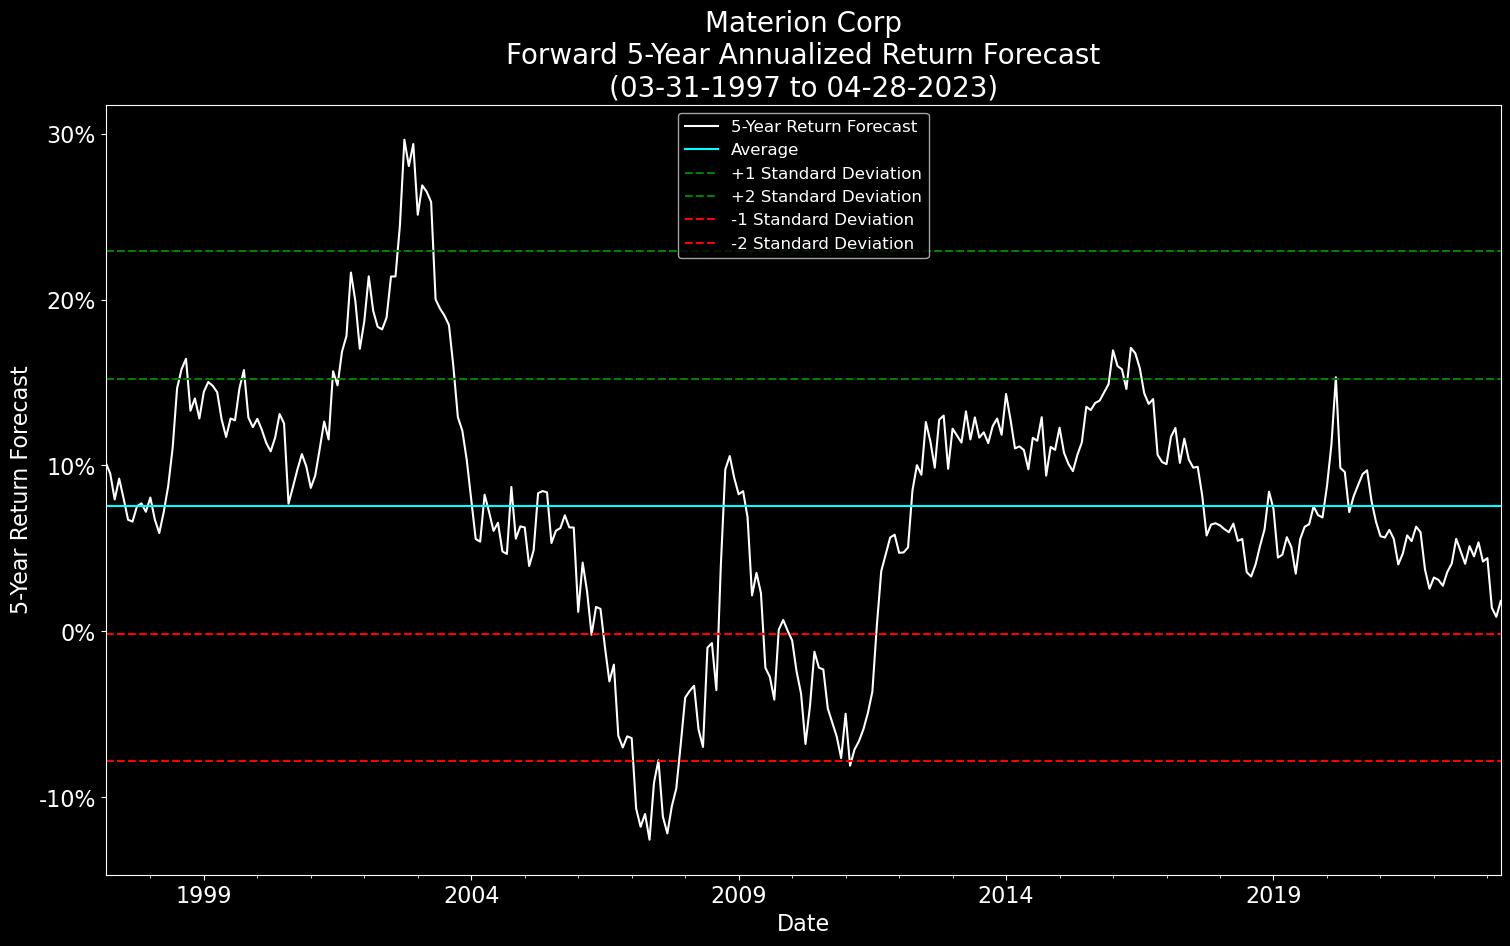 Materion Corp
Forward 5-Year Annualized Return Forecast
(03-31-1997 to 04-28-2023)
5-Year Return Forecast
Average
+1 Standard Deviation
+2 Standard Deviation
-1 Standard Deviation
-2 Standard Deviation
30%
20%
10%
0%
-10%
5-Year Return Forecast
1999
2004
2009
2014
2019
Date